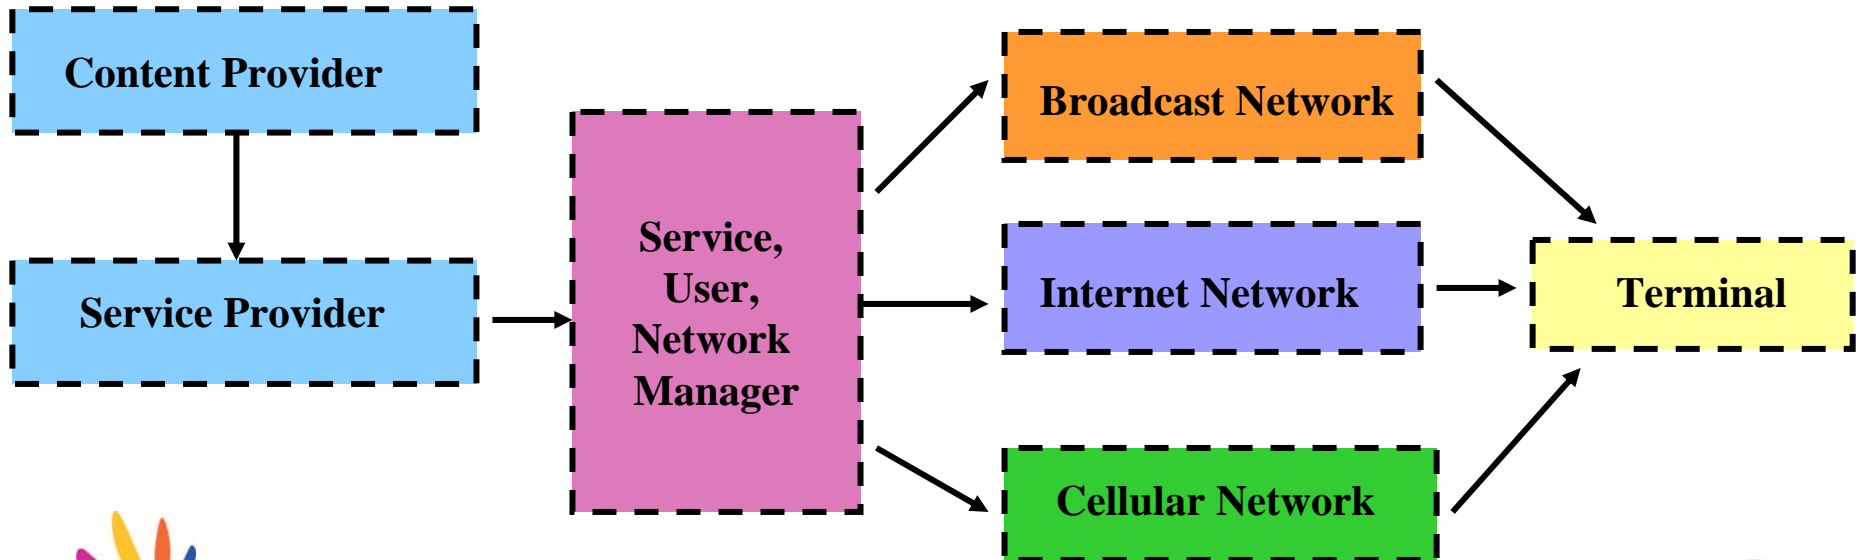 Content Provider
Service Provider
Service,
User,
Network
Manager
Broadcast Network
Internet Network
Cellular Network
Terminal